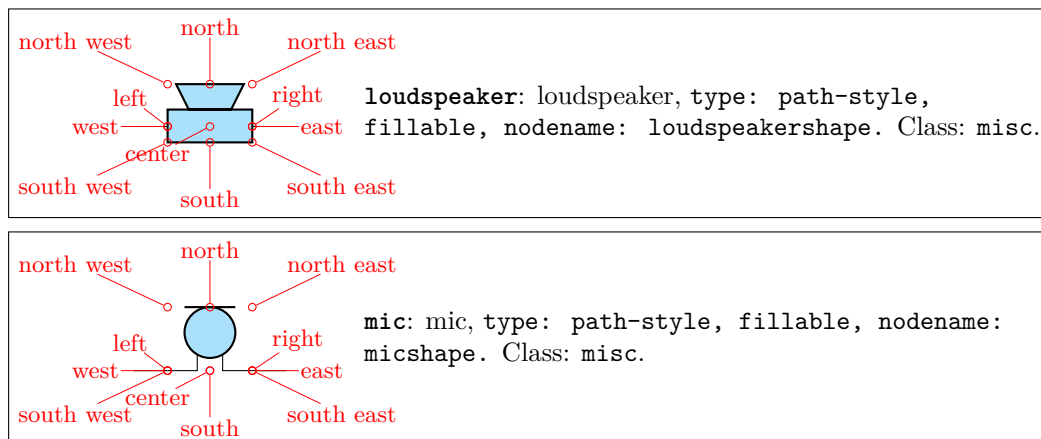 north
north west
north east
left
right
west
east
center
south west
south east
south
loudspeaker: loudspeaker, type: path-style,
fillable, nodename: loudspeakershape. Class: misc.
north
north west
north east
left
right
west
east
center
south west
south east
south
mic: mic, type: path-style, fillable, nodename:
micshape. Class: misc.